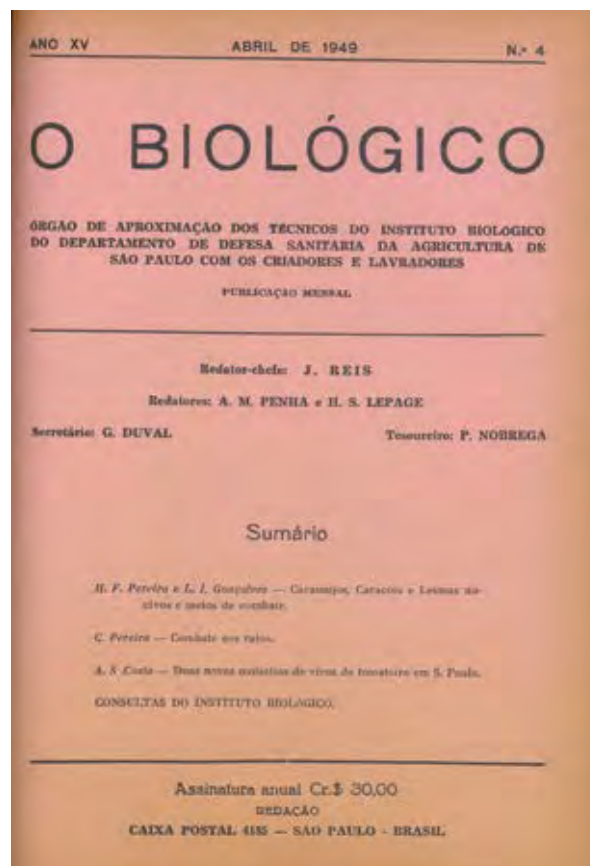 ANO XV ABRIL DE 1949 N.º 4
O BIOLÓGICO
ÓRGÃO DE APROXIMAÇÃO DOS TÉCNICOS DO INSTITUTO BIOLÓGICO
DO DEPARTAMENTO DE DEFESA SANITARIA DA AGRICULTURA DE
SÃO PAULO COM OS CRIADORES E LAVRADORES
PUBLICAÇÃO MENSAL
Redator-chefe: J. REIS
Redatores: A. M. PENHA e H. S. LEPAGE
Secretário: G. DUVAL Tesoureiro: P. NOBREGA
Sumário
H. F. Pereira e L. I. Gonçalves — Caramujos, Caracóis e Lesmas no-
civos e meios de combate.
C. Pereira — Combate aos ratos.
A. S. Costa — Duas novas moléstias de vírus do tomateiro em S. Paulo.
CONSULTAS DO INSTITUTO BIOLÓGICO.
Assinatura anual Cr.$ 30,00
REDAÇÃO
CAIXA POSTAL 4185 — SÃO PAULO - BRASIL